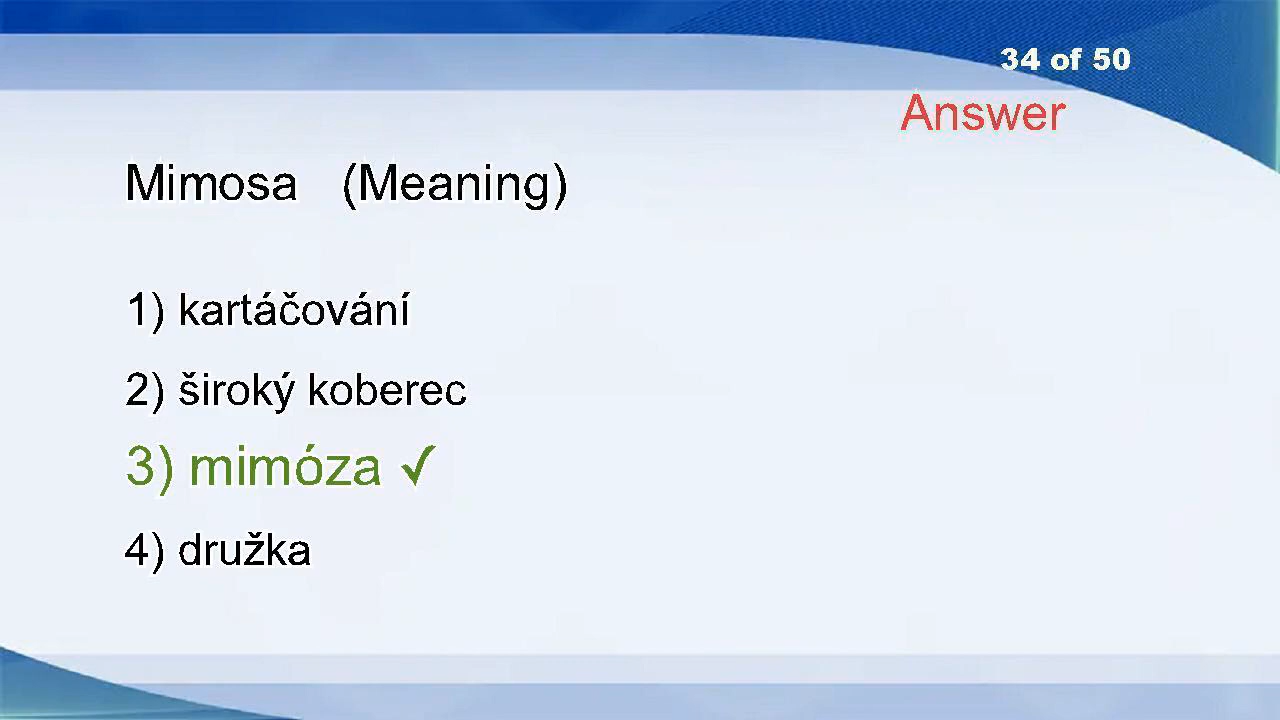 34 of 50
Answer
Mimosa (Meaning)
1) kartáčování
2) široký koberec
3) mimóza ✓
4) družka